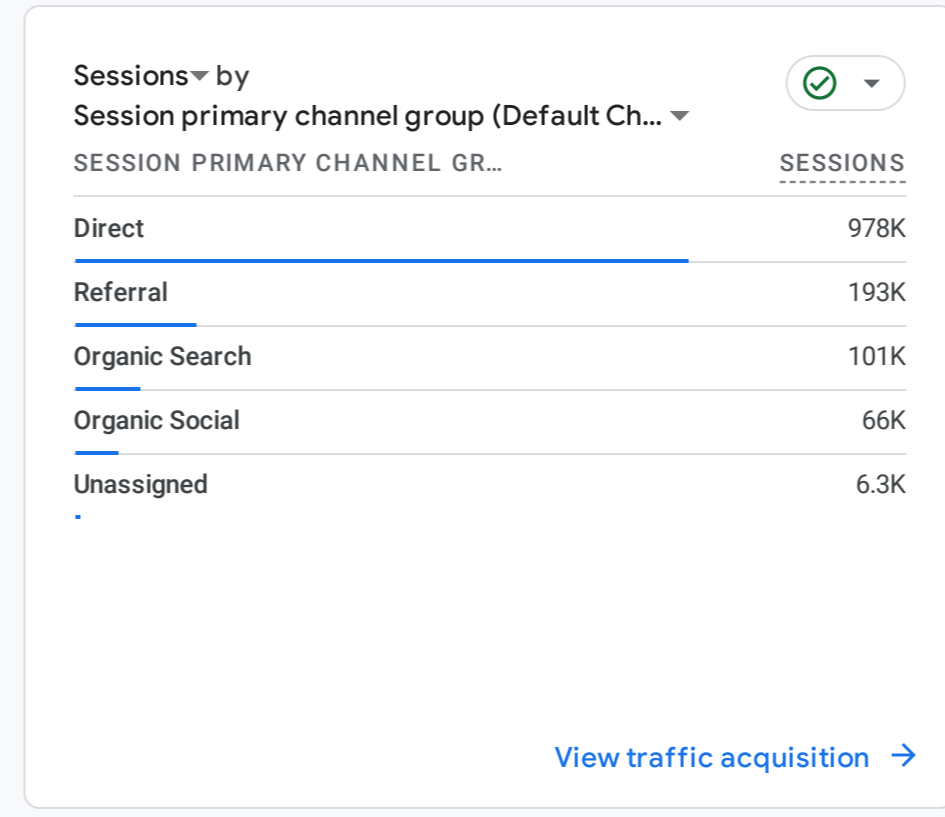 Sessions by
Session primary channel group (Default Ch...
SESSION PRIMARY CHANNEL GR... SESSIONS
Direct 978K
Referral 193K
Organic Search 101K
Organic Social 66K
Unassigned 6.3K
View traffic acquisition